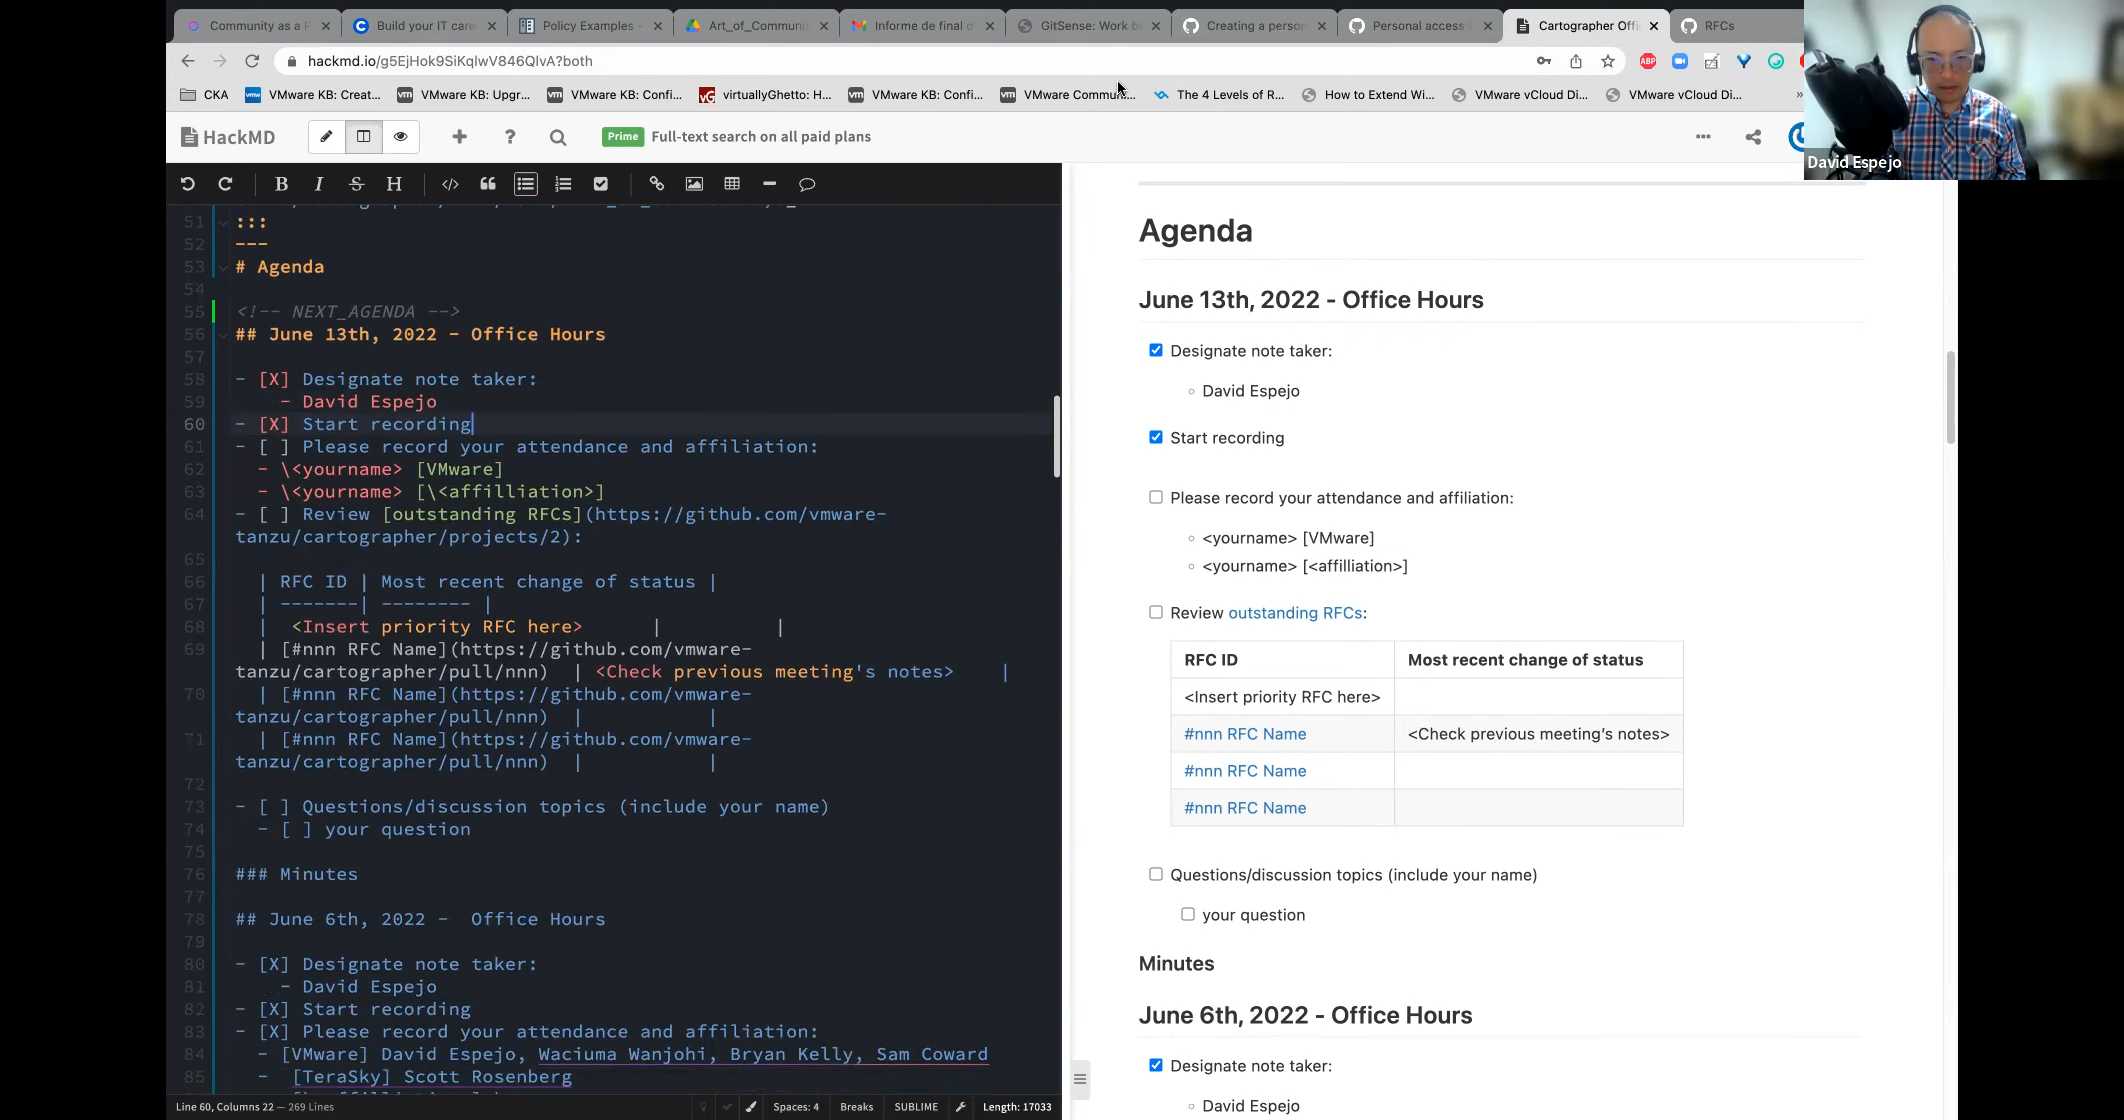 Community as a
Build your IT care
Policy Examples -
Art_of_Communi
Informe de final d
GitSense: Work b
Creating a person
Personal access
Cartographer Offi
RFCs
hackmd.io/g5EjHok9SiKqlwV846QlvA?both
CKA
VMware KB: Creat...
VMware KB: Upgr...
VMware KB: Confi...
virtuallyGhetto: H...
VMware KB: Confi...
VMware Commun...
The 4 Levels of R...
How to Extend Wi...
VMware vCloud Di...
VMware vCloud Di...
»
HackMD
Prime Full-text search on all paid plans
David Espejo
51 :::
52 ---
53 # Agenda
54
55 <!-- NEXT_AGENDA -->
56 ## June 13th, 2022 - Office Hours
57
58 - [X] Designate note taker:
59 - David Espejo
60 - [X] Start recording
61 - [ ] Please record your attendance and affiliation:
62 - \<yourname> [VMware]
63 - \<yourname> [\<affilliation>]
64 - [ ] Review [outstanding RFCs](https://github.com/vmware-
tanzu/cartographer/projects/2):
65
66 | RFC ID | Most recent change of status |
67 | -------| -------- |
68 | <Insert priority RFC here> | |
69 | [#nnn RFC Name](https://github.com/vmware-
tanzu/cartographer/pull/nnn) | <Check previous meeting's notes> |
70 | [#nnn RFC Name](https://github.com/vmware-
tanzu/cartographer/pull/nnn) | |
71 | [#nnn RFC Name](https://github.com/vmware-
tanzu/cartographer/pull/nnn) | |
72
73 - [ ] Questions/discussion topics (include your name)
74 - [ ] your question
75
76 ### Minutes
77
78 ## June 6th, 2022 - Office Hours
79
80 - [X] Designate note taker:
81 - David Espejo
82 - [X] Start recording
83 - [X] Please record your attendance and affiliation:
84 - [VMware] David Espejo, Waciuma Wanjohi, Bryan Kelly, Sam Coward
85 - [TeraSky] Scott Rosenberg
Line 60, Columns 22 — 269 Lines
Spaces: 4
Breaks
SUBLIME
Length: 17033
Agenda
June 13th, 2022 - Office Hours
Designate note taker:
David Espejo
Start recording
Please record your attendance and affiliation:
<yourname> [VMware]
<yourname> [<affilliation>]
Review outstanding RFCs:
RFC ID Most recent change of status
<Insert priority RFC here>
#nnn RFC Name <Check previous meeting's notes>
#nnn RFC Name
#nnn RFC Name
Questions/discussion topics (include your name)
your question
Minutes
June 6th, 2022 - Office Hours
Designate note taker:
David Espejo